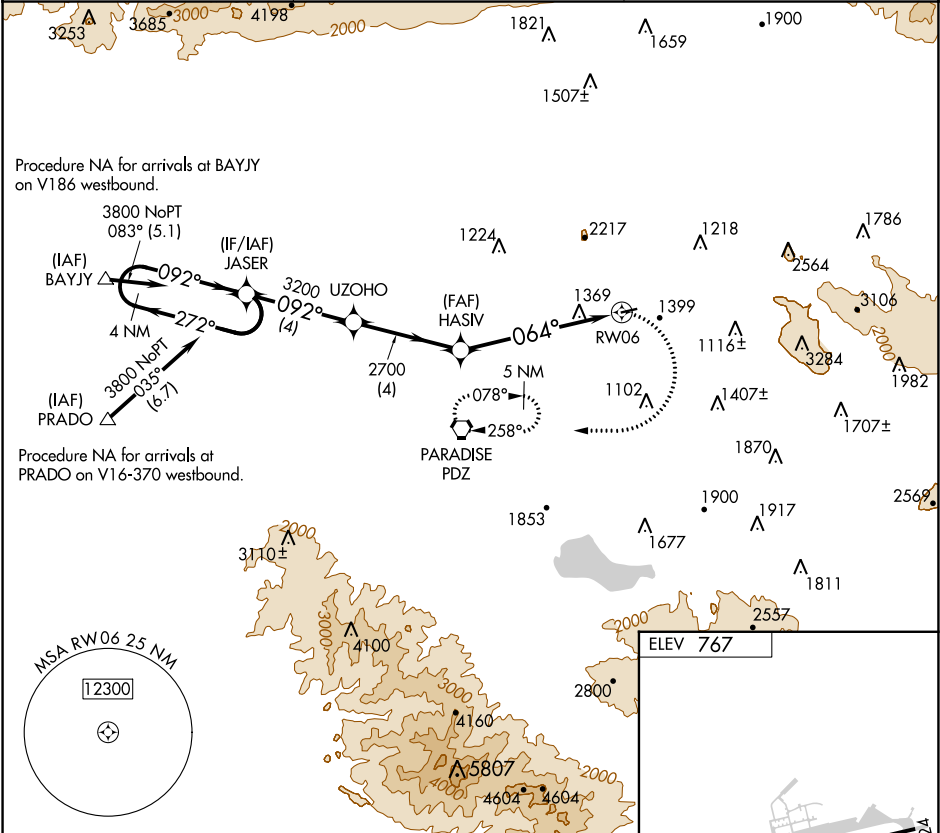 3253
3685
3000
4198
2000
1821
1659
1900
1507±
Procedure NA for arrivals at BAYJY
on V186 westbound.
3800 NoPT
083° (5.1)
(IAF)
BAYJY
092°
272°
4 NM
(IF/IAF)
JASER
3200
092°
(4)
UZOHO
2700
(4)
(FAF)
HASIV
064°
1224
2217
1369
RW06
1399
1218
1116±
2564
1786
3106
2000
3284
1982
3800 NoPT
035°
(6.7)
(IAF)
PRADO
Procedure NA for arrivals at
PRADO on V16-370 westbound.
5 NM
078°
258°
PARADISE
PDZ
1102
1407±
1707±
1870
1853
1900
1917
1677
2569
1811
2000
3110±
3000
4100
2000
2557
2800
3000
4160
5807
4000
2000
4604
4604
MSA RW06 25 NM
12300
ELEV 767
24